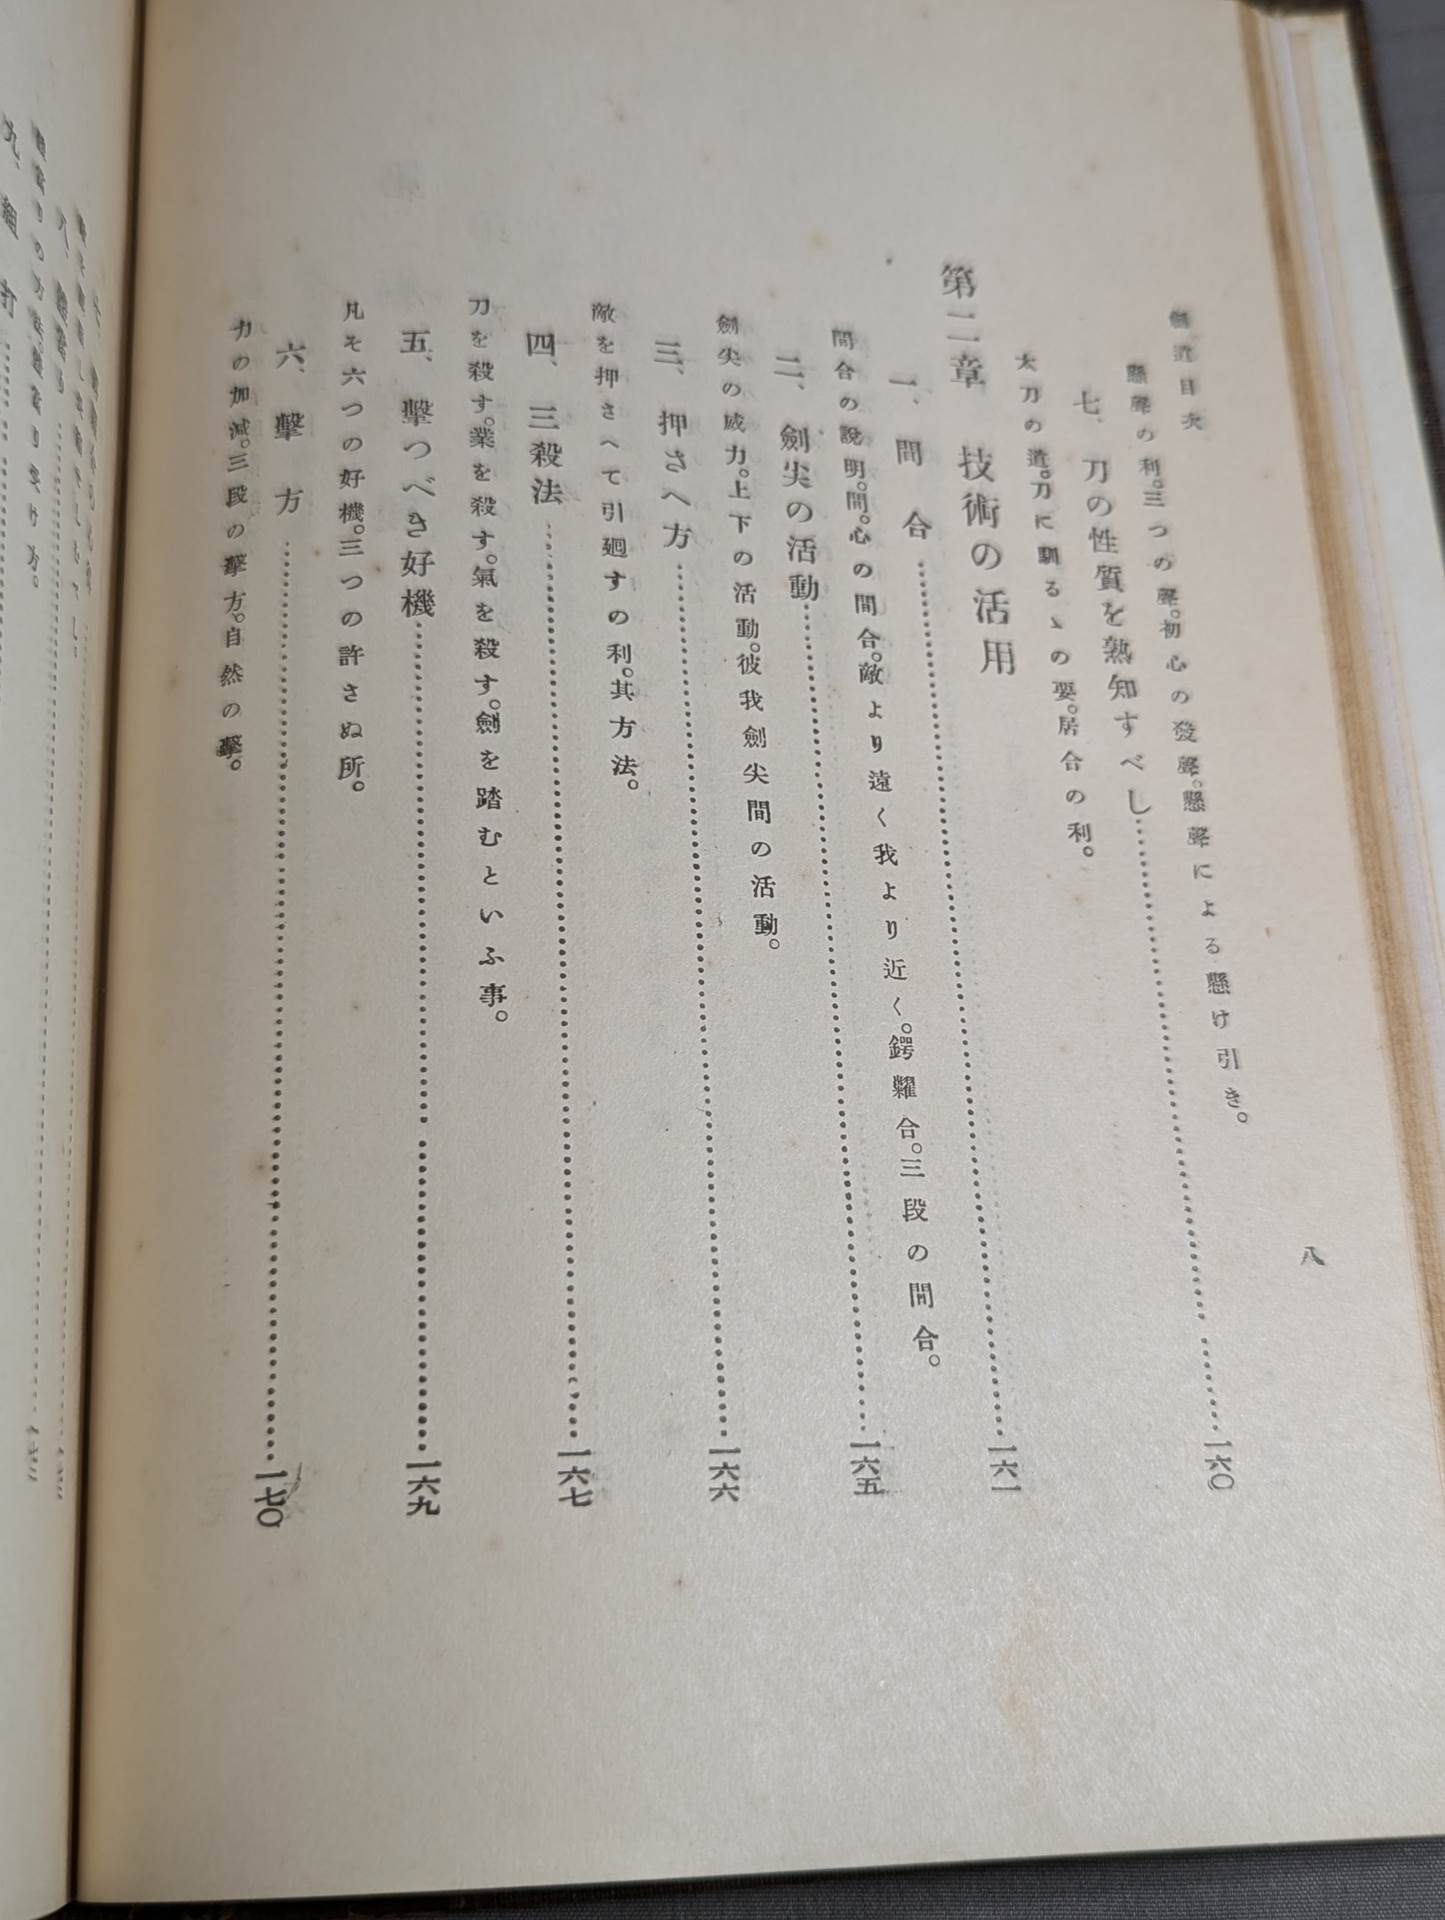 劍道目次
八
懸聲の利。三つの聲。初心の發聲。懸聲による懸け引き。
七、刀の性質を熟知すべし……一六〇
太刀の道。刀に馴るゝの要。居合の利。
第二章 技術の活用
一、間合……一六一
間合の說明。間。心の間合。敵より遠く我より近く。鍔糶合。三段の間合。
二、劍尖の活動……一六五
劍尖の威力。上下の活動。彼我劍尖間の活動。
三、押さへ方……一六六
敵を押さへて引廻すの利。其方法。
四、三殺法……一六七
刀を殺す。業を殺す。氣を殺す。劍を踏むといふ事。
五、擊つべき好機……一六九
凡そ六つの好機。三つの許さぬ所。
六、擊方……一七〇
力の加減。三段の擊方。自然の擊。
九、組打